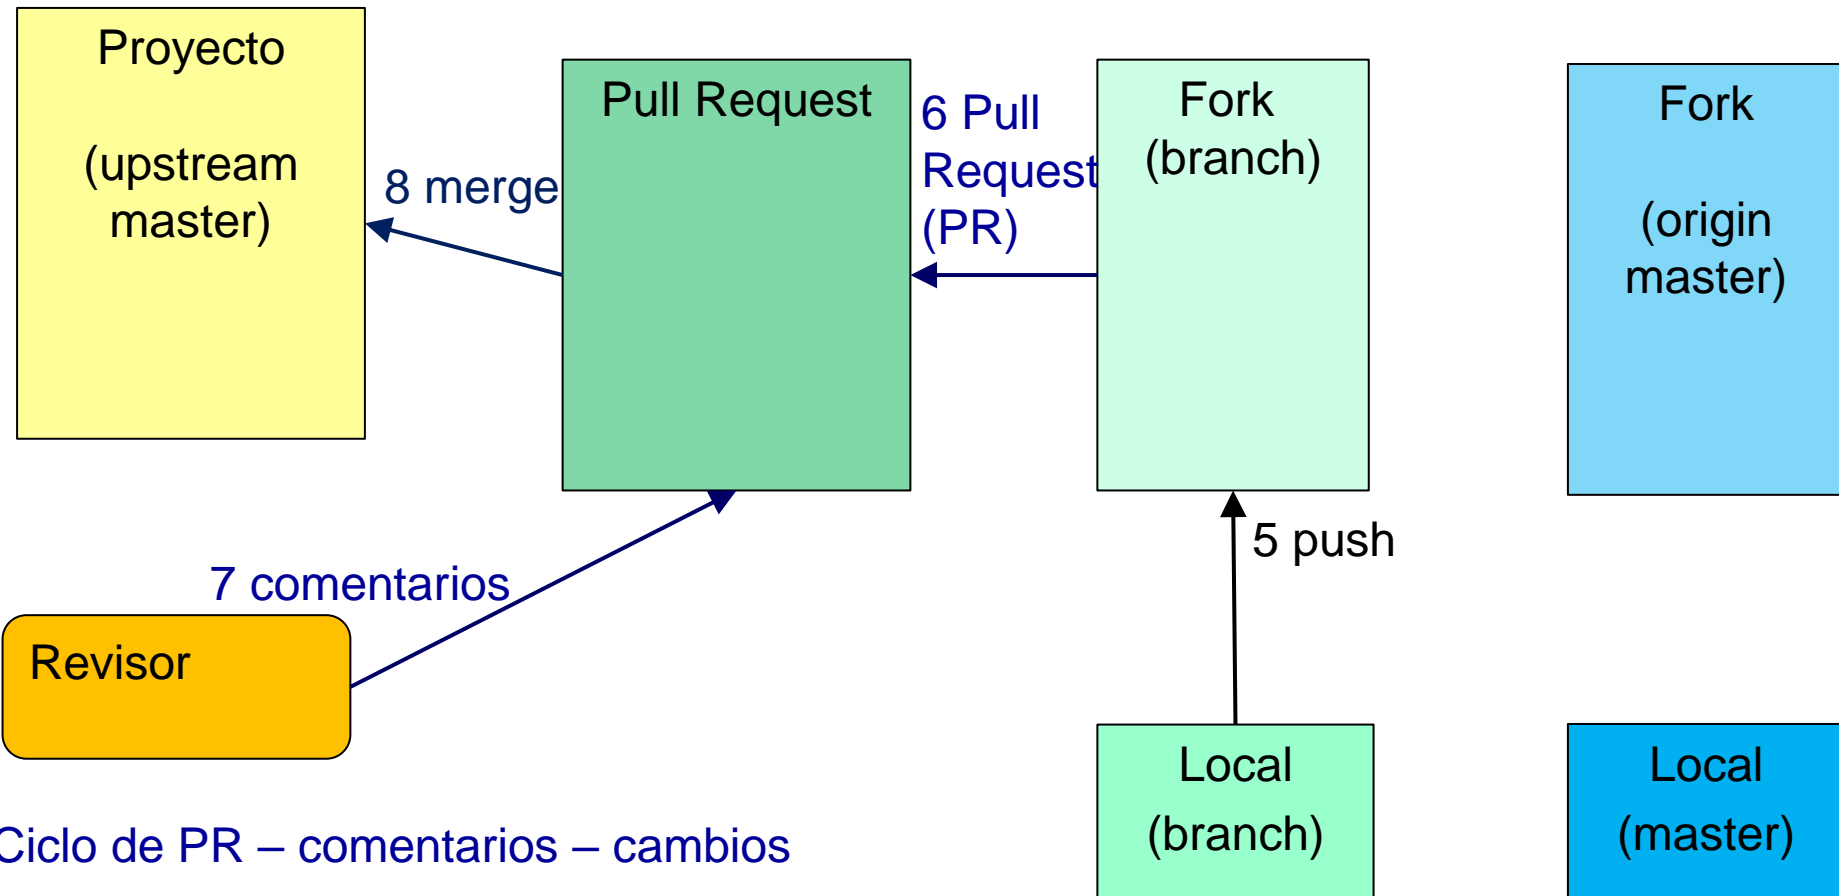 Proyecto
(upstream
master)
8 merge
Pull Request
6 Pull
Request
(PR)
Fork
(branch)
Fork
(origin
master)
5 push
7 comentarios
Revisor
Local
(branch)
Local
(master)
Ciclo de PR – comentarios – cambios